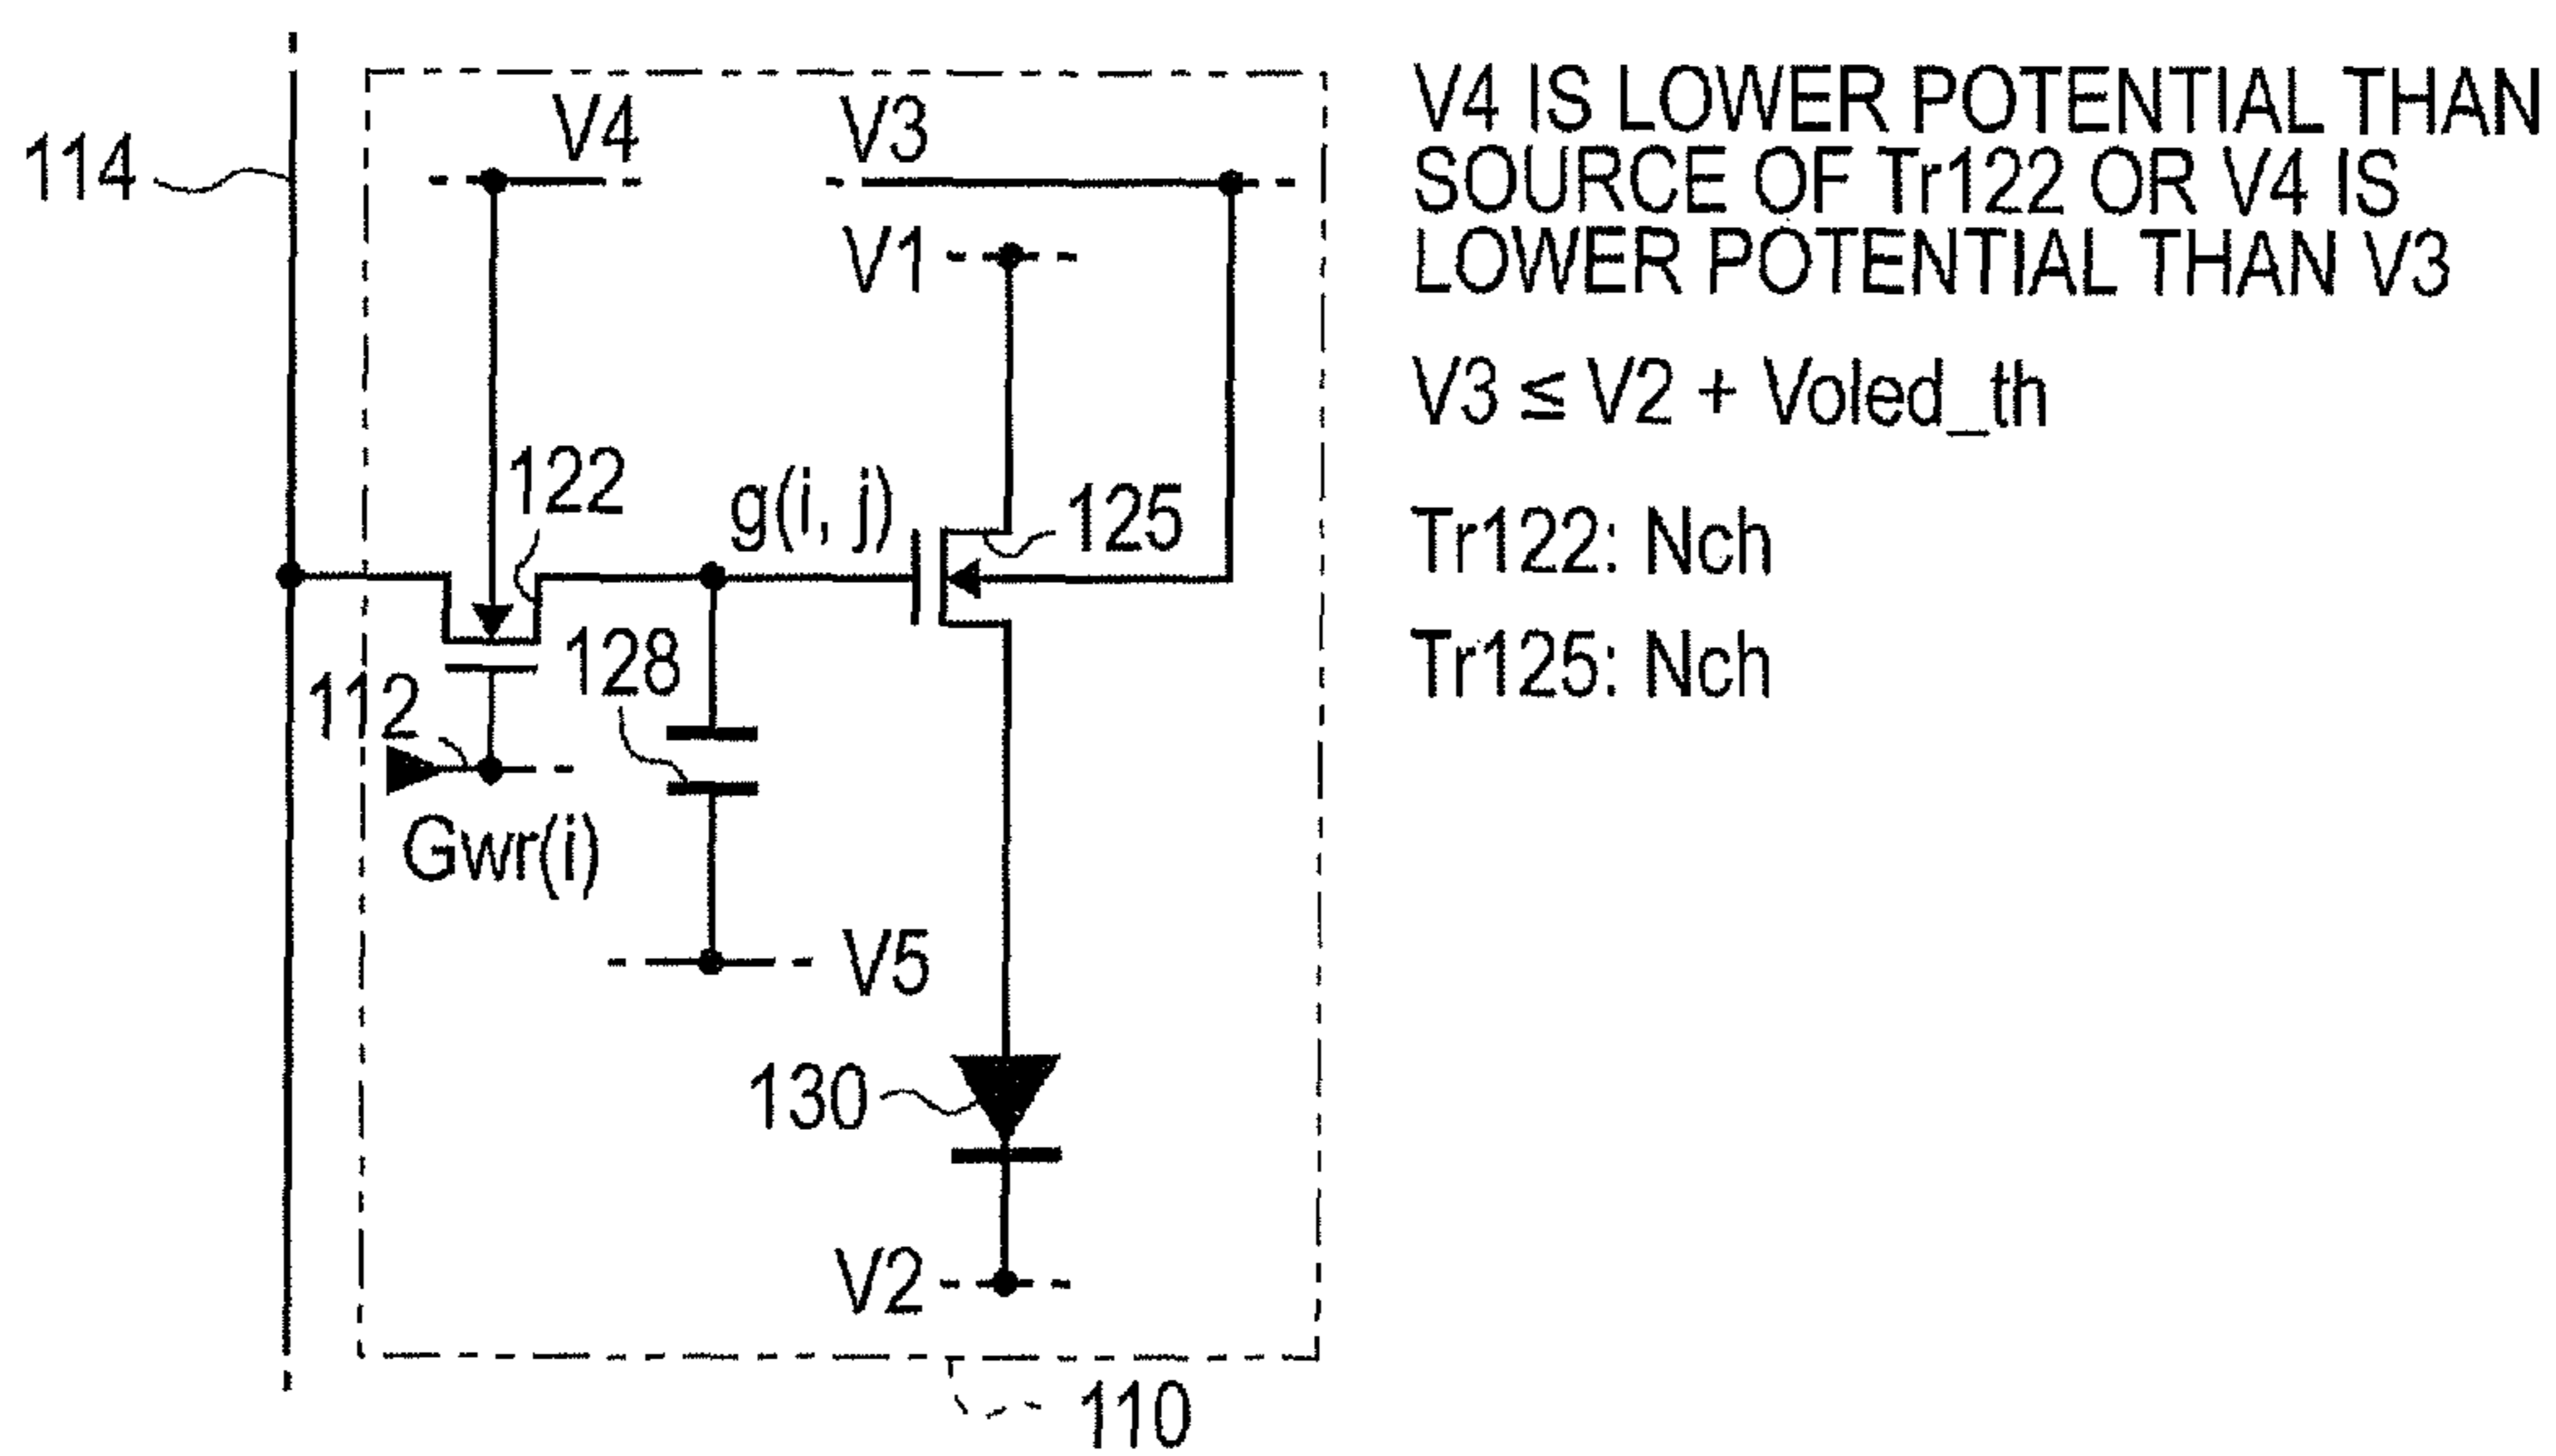 114
V4
V3
V1
122
g(i, j)
125
128
112
Gwr(i)
V5
130
V2
110
V4 IS LOWER POTENTIAL THAN
SOURCE OF Tr122 OR V4 IS
LOWER POTENTIAL THAN V3
V3 ≦ V2 + Voled_th
Tr122: Nch
Tr125: Nch